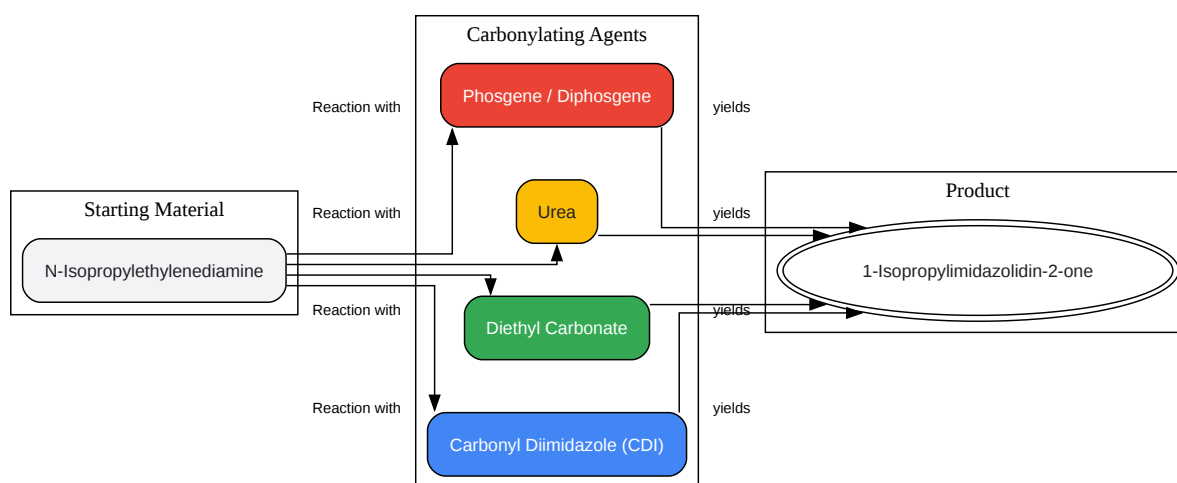 Carbonylating Agents
Phosgene / Diphosgene
Reaction with
yields
Starting Material
N-Isopropylethylenediamine
Reaction with
Urea
yields
Product
1-Isopropylimidazolidin-2-one
Reaction with
Diethyl Carbonate
yields
Reaction with
Carbonyl Diimidazole (CDI)
yields